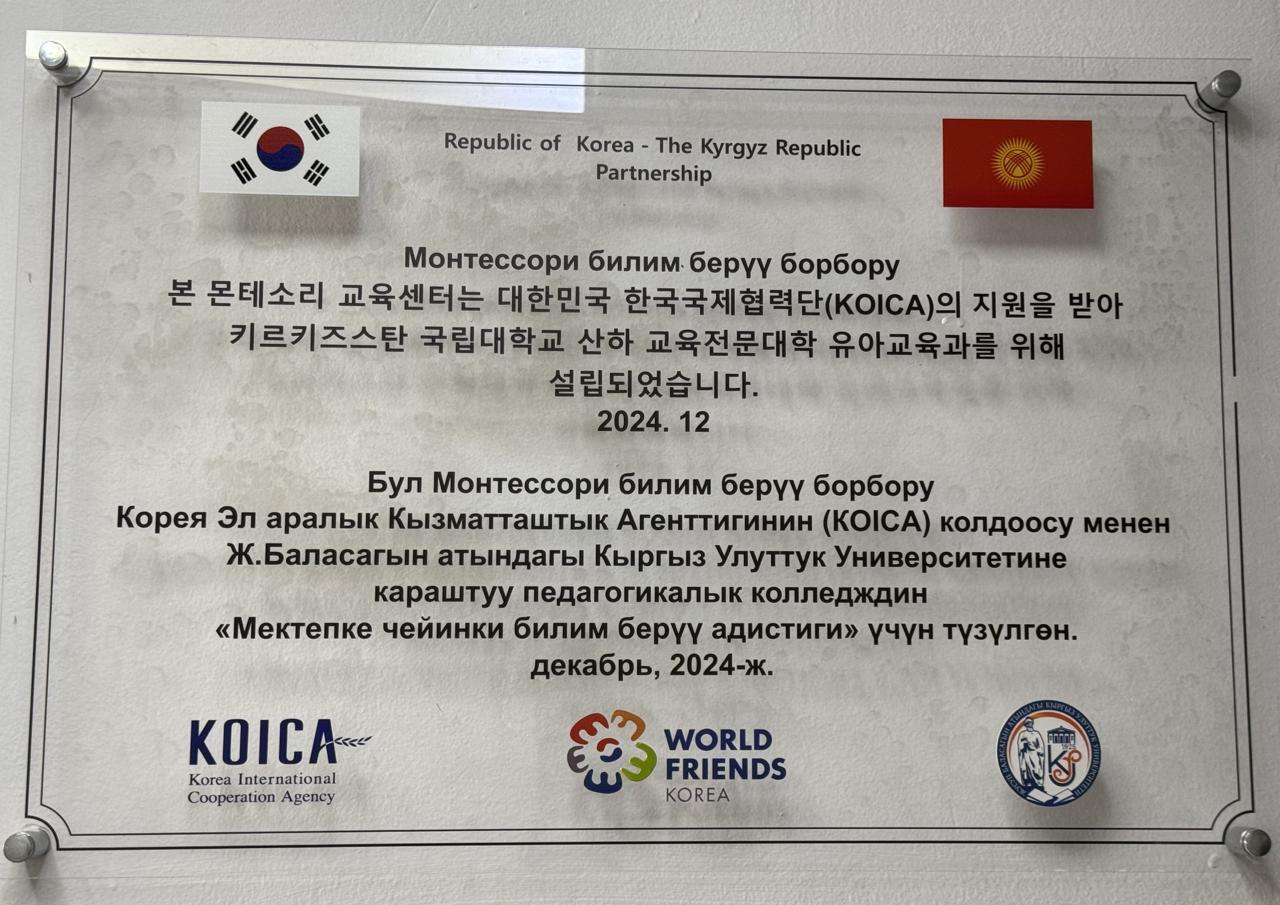 Republic of Korea - The Kyrgyz Republic
Partnership
Монтессори билим берүү борбору
본 몬테소리 교육센터는 대한민국 한국국제협력단(KOICA)의 지원을 받아
키르키즈스탄 국립대학교 산하 교육전문대학 유아교육과를 위해
설립되었습니다.
2024. 12
Бул Монтессори билим берүү борбору
Корея Эл аралык Кызматташтык Агенттигинин (KOICA) колдоосу менен
Ж.Баласагын атындагы Кыргыз Улуттук Университетине
караштуу педагогикалык колледждин
«Мектепке чейинки билим берүү адистиги» үчүн түзүлгөн.
декабрь, 2024-ж.
KOICA
Korea International
Cooperation Agency
WORLD
FRIENDS
KOREA